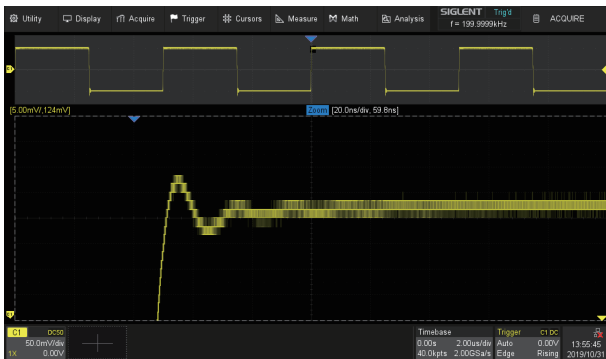 Utility Display Acquire Trigger Cursors Measure Math Analysis SIGLENT Trig'd ACQUIRE
f = 199.9999kHz
[5.00mV/,124mV] Zoom [20.0ns/div, 59.8ns]
C1 DC50
50.0mV/div
1X 0.00V
Timebase
0.00s 2.00us/div
40.0kpts 2.00GSa/s
Trigger C1 DC
Auto 0.00V
Edge Rising
13:55:45
2019/10/31